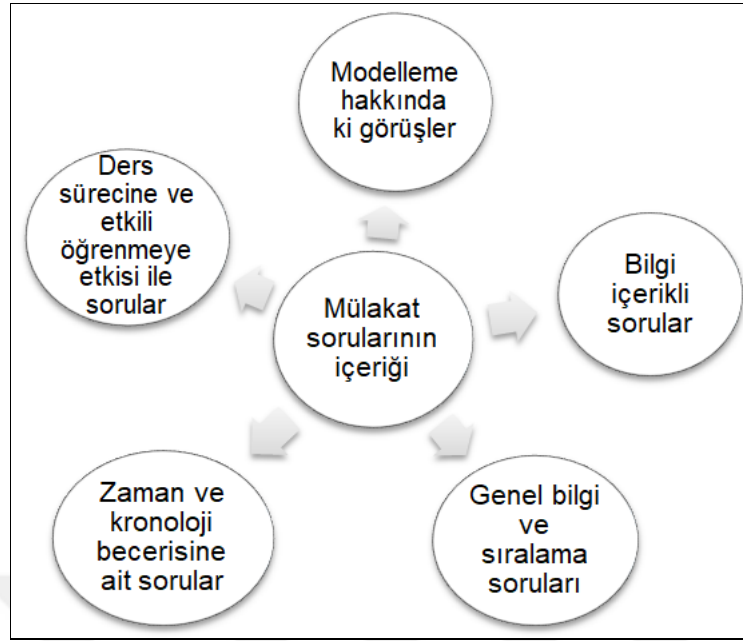 Modelleme
hakkında
ki görüşler
Ders
sürecine ve
etkili
öğrenmeye
etkisi ile
sorular
Bilgi
içerikli
sorular
Mülakat
sorularının
içeriği
Zaman ve
kronoloji
becerisine
ait sorular
Genel bilgi
ve
sıralama
soruları